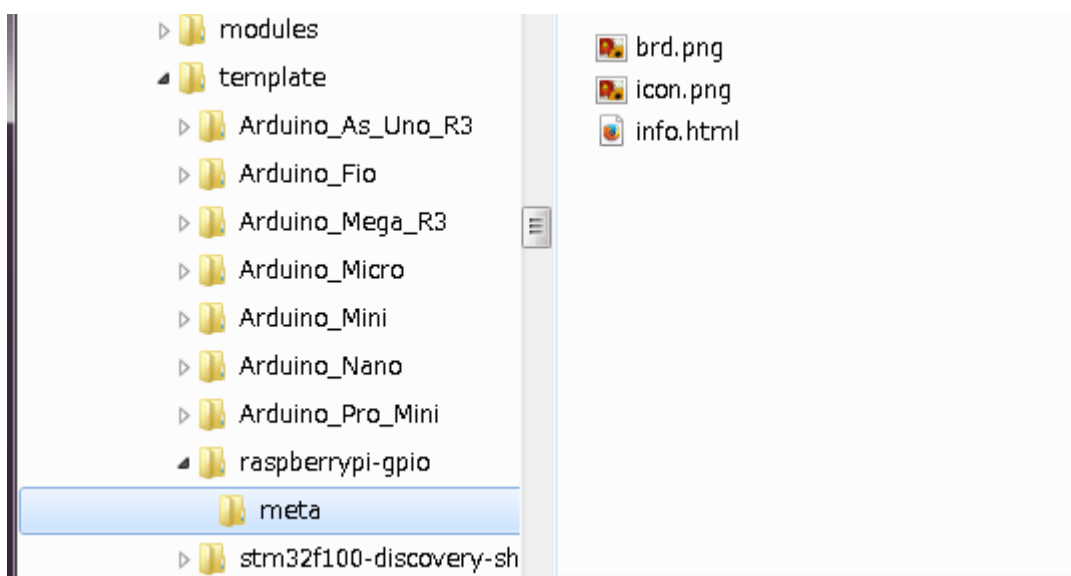 modules
template
Arduino_As_Uno_R3
Arduino_Fio
Arduino_Mega_R3
Arduino_Micro
Arduino_Mini
Arduino_Nano
Arduino_Pro_Mini
raspberrypi-gpio
meta
stm32f100-discovery-sh
brd.png
icon.png
info.html